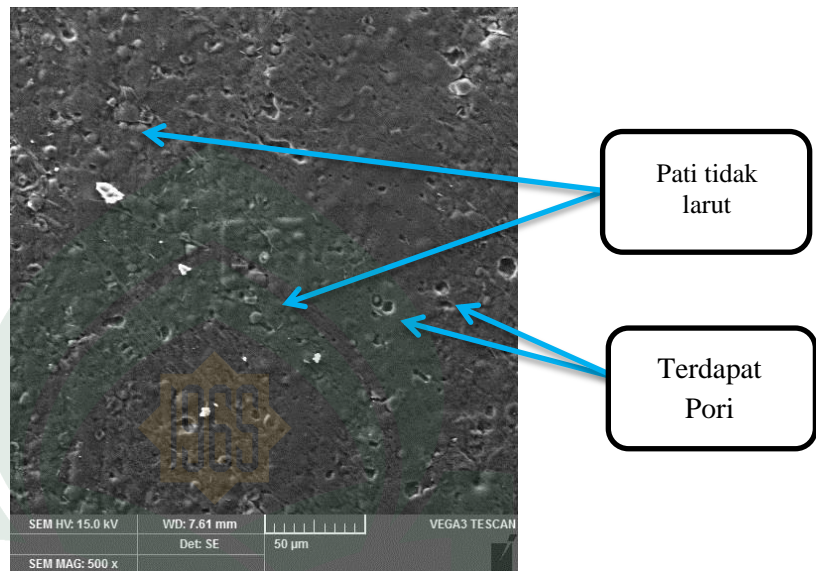 Pati tidak
larut
Terdapat
Pori
1963
SEM HV: 15.0 kV
WD: 7.61 mm
VEGA3 TESCAN
Det: SE
50 µm
SEM MAG: 500 x